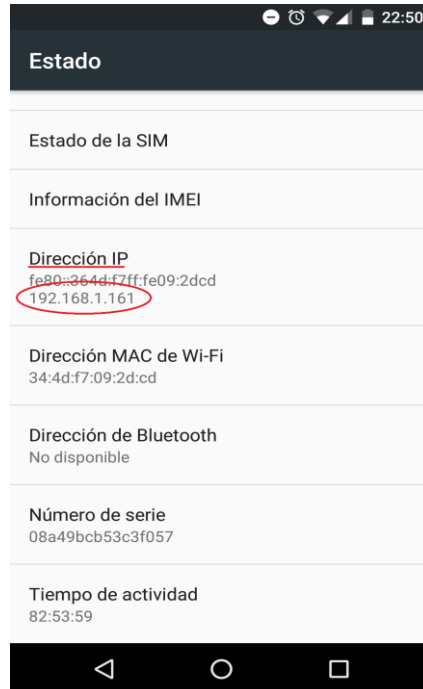 22:50
Estado
Estado de la SIM
Información del IMEI
Dirección IP
fe80::364d:f7ff:fe09:2dcd
192.168.1.161
Dirección MAC de Wi-Fi
34:4d:f7:09:2d:cd
Dirección de Bluetooth
No disponible
Número de serie
08a49bcb53c3f057
Tiempo de actividad
82:53:59